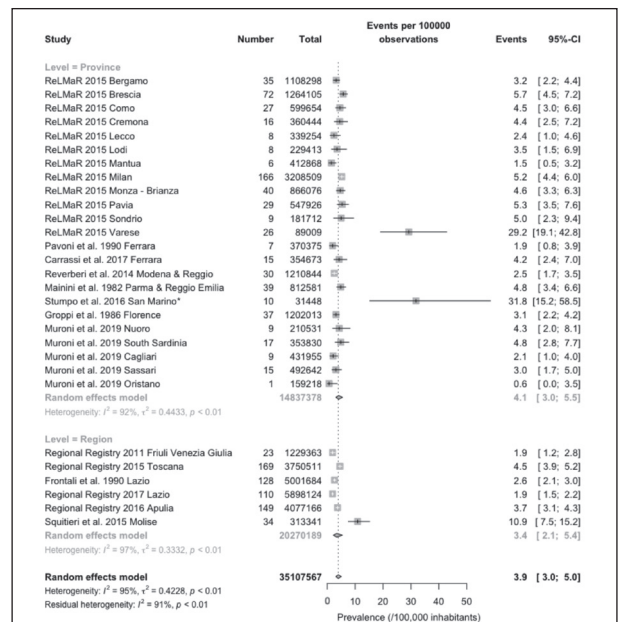 Events per 100000
Study Number Total observations Events 95%-CI
Level = Province
ReLMaR 2015 Bergamo 35 1108298 3.2 [ 2.2; 4.4]
ReLMaR 2015 Brescia 72 1264105 5.7 [ 4.5; 7.2]
ReLMaR 2015 Como 27 599654 4.5 [ 3.0; 6.6]
ReLMaR 2015 Cremona 16 360444 4.4 [ 2.5; 7.2]
ReLMaR 2015 Lecco 8 339254 2.4 [ 1.0; 4.6]
ReLMaR 2015 Lodi 8 229413 3.5 [ 1.5; 6.9]
ReLMaR 2015 Mantua 6 412868 1.5 [ 0.5; 3.2]
ReLMaR 2015 Milan 166 3208509 5.2 [ 4.4; 6.0]
ReLMaR 2015 Monza - Brianza 40 866076 4.6 [ 3.3; 6.3]
ReLMaR 2015 Pavia 29 547926 5.3 [ 3.5; 7.6]
ReLMaR 2015 Sondrio 9 181712 5.0 [ 2.3; 9.4]
ReLMaR 2015 Varese 26 89009 29.2 [19.1; 42.8]
Pavoni et al. 1990 Ferrara 7 370375 1.9 [ 0.8; 3.9]
Carrassi et al. 2017 Ferrara 15 354673 4.2 [ 2.4; 7.0]
Reverberi et al. 2014 Modena & Reggio 30 1210844 2.5 [ 1.7; 3.5]
Mainini et al. 1982 Parma & Reggio Emilia 39 812581 4.8 [ 3.4; 6.6]
Stumpo et al. 2016 San Marino* 10 31448 31.8 [15.2; 58.5]
Groppi et al. 1986 Florence 37 1202013 3.1 [ 2.2; 4.2]
Muroni et al. 2019 Nuoro 9 210531 4.3 [ 2.0; 8.1]
Muroni et al. 2019 South Sardinia 17 353830 4.8 [ 2.8; 7.7]
Muroni et al. 2019 Cagliari 9 431955 2.1 [ 1.0; 4.0]
Muroni et al. 2019 Sassari 15 492642 3.0 [ 1.7; 5.0]
Muroni et al. 2019 Oristano 1 159218 0.6 [ 0.0; 3.5]
Random effects model 14837378 4.1 [ 3.0; 5.5]
Heterogeneity: I² = 92%, τ² = 0.4433, p < 0.01
Level = Region
Regional Registry 2011 Friuli Venezia Giulia 23 1229363 1.9 [ 1.2; 2.8]
Regional Registry 2015 Toscana 169 3750511 4.5 [ 3.9; 5.2]
Frontali et al. 1990 Lazio 128 5001684 2.6 [ 2.1; 3.0]
Regional Registry 2017 Lazio 110 5898124 1.9 [ 1.5; 2.2]
Regional Registry 2016 Apulia 149 4077166 3.7 [ 3.1; 4.3]
Squitieri et al. 2015 Molise 34 313341 10.9 [ 7.5; 15.2]
Random effects model 20270189 3.4 [ 2.1; 5.4]
Heterogeneity: I² = 97%, τ² = 0.3332, p < 0.01
Random effects model 35107567 3.9 [ 3.0; 5.0]
Heterogeneity: I² = 95%, τ² = 0.4228, p < 0.01
Residual heterogeneity: I² = 91%, p < 0.01
0 10 20 30 40 50
Prevalence (/100,000 inhabitants)